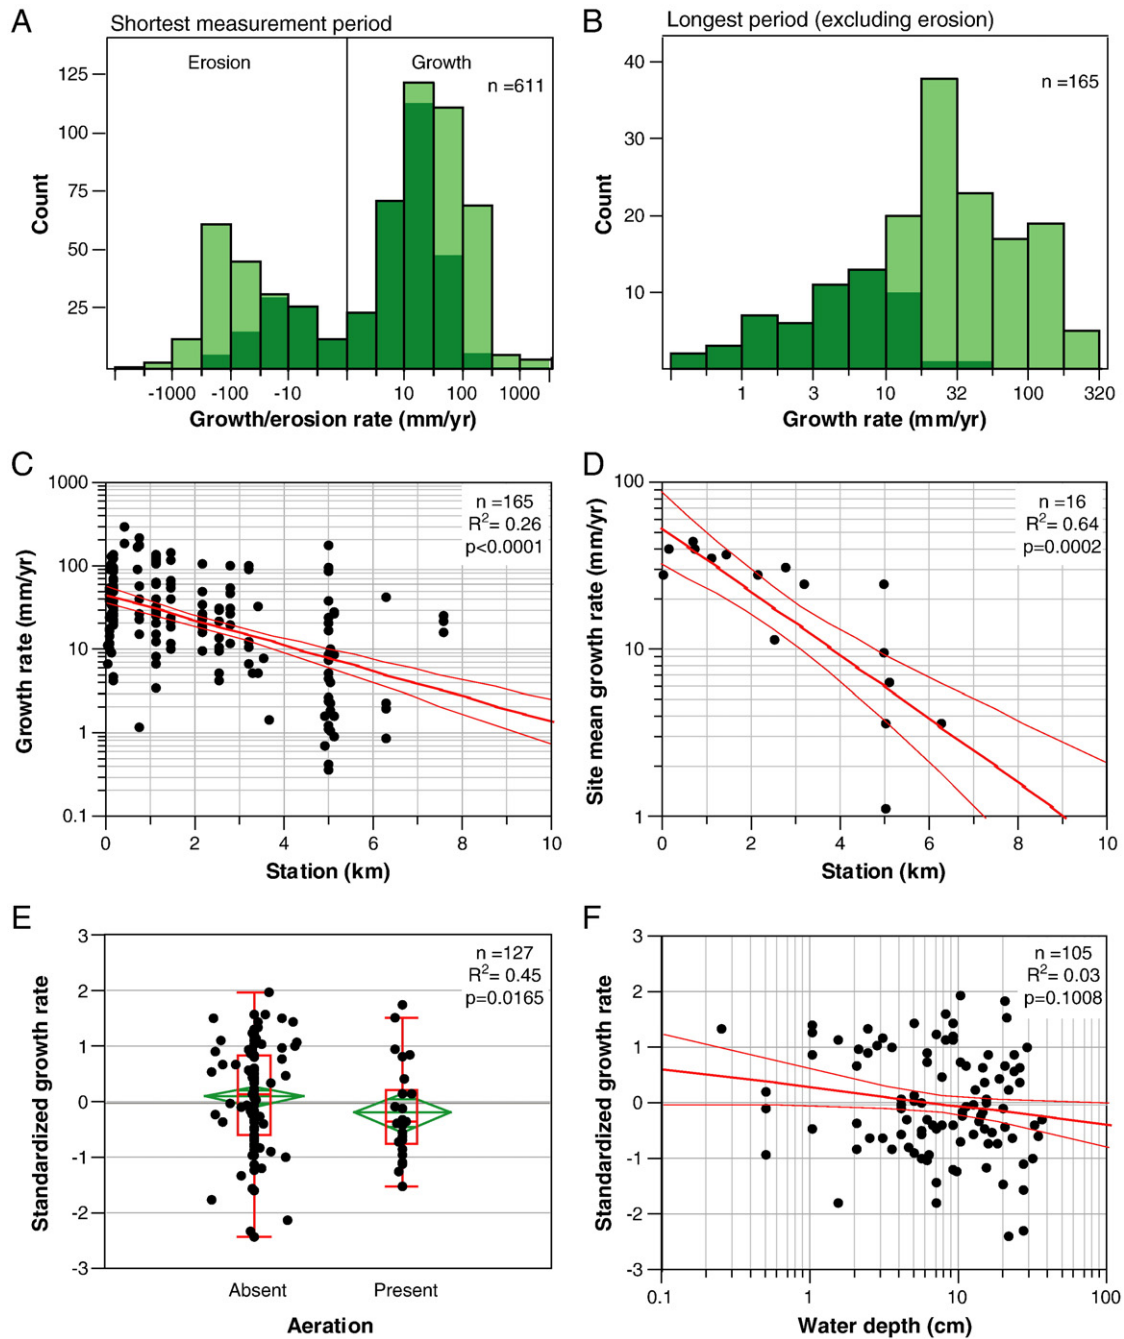 A
Shortest measurement period
Erosion
Growth
n =611
125
100
75
50
25
Count
-1000
-100
-10
10
100
1000
Growth/erosion rate (mm/yr)
B
Longest period (excluding erosion)
n =165
40
30
20
10
Count
1
3
10
32
100
320
Growth rate (mm/yr)
C
n =165
R²= 0.26
p<0.0001
1000
100
10
1
0.1
Growth rate (mm/yr)
0
2
4
6
8
10
Station (km)
D
n =16
R²= 0.64
p=0.0002
100
10
1
Site mean growth rate (mm/yr)
0
2
4
6
8
10
Station (km)
E
n =127
R²= 0.45
p=0.0165
3
2
1
0
-1
-2
-3
Standardized growth rate
Absent
Present
Aeration
F
n =105
R²= 0.03
p=0.1008
3
2
1
0
-1
-2
-3
Standardized growth rate
0.1
1
10
100
Water depth (cm)